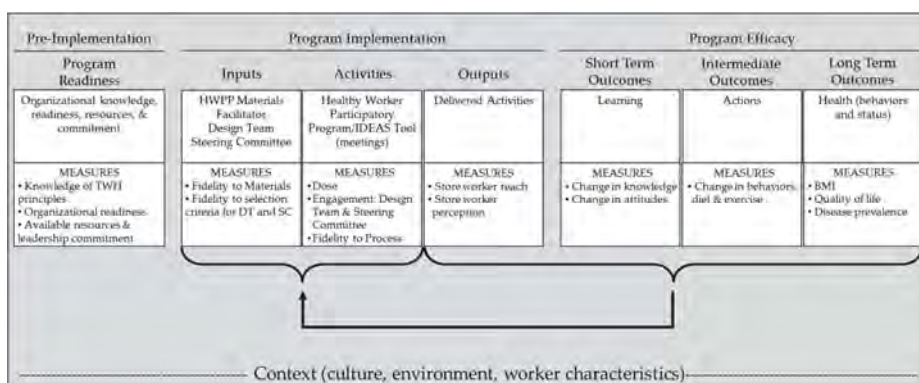 Pre-Implementation
Program Implementation
Program Efficacy
Program
Readiness
Inputs
Activities
Outputs
Short Term
Outcomes
Intermediate
Outcomes
Long Term
Outcomes
Organizational knowledge,
readiness, resources, &
commitment
HWPP Materials
Facilitator
Design Team
Steering Committee
Healthy Worker
Participatory
Program/IDEAS Tool
(meetings)
Delivered Activities
Learning
Actions
Health (behaviors
and status)
MEASURES
• Knowledge of TWH
principles
• Organizational readiness
• Available resources &
leadership commitment
MEASURES
• Fidelity to Materials
• Fidelity to selection
criteria for DT and SC
MEASURES
• Dose
• Engagement: Design
Team & Steering
Committee
• Fidelity to Process
MEASURES
• Store worker reach
• Store worker
perception
MEASURES
• Change in knowledge
• Change in attitudes
MEASURES
• Change in behaviors,
diet & exercise
MEASURES
• BMI
• Quality of life
• Disease prevalence
Context (culture, environment, worker characteristics)